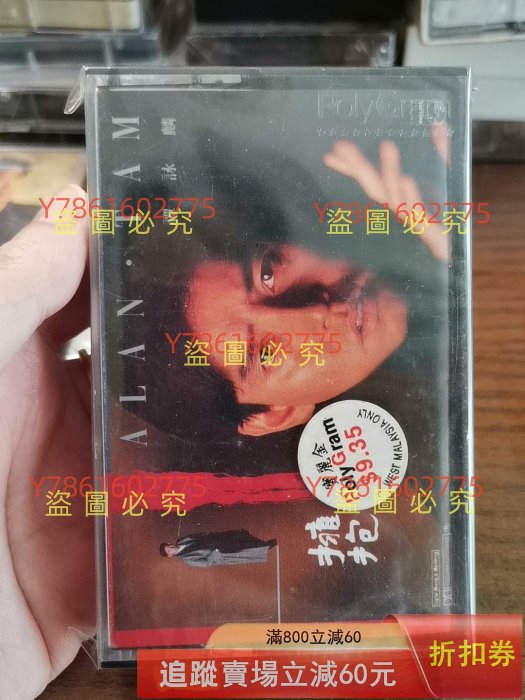 PolyGram
ALAN · TAM
詠麟
Y7861602775
盜圖必究
Y7861602775
盜圖必究
Y7861602775
盜圖必究
寶麗金
PolyGram
$9.35
WEST MALAYSIA ONLY
擁抱
Y7861602775
盜圖必究
Y7861602775
盜圖必究
滿800立減60
追蹤賣場立減60元
折扣券